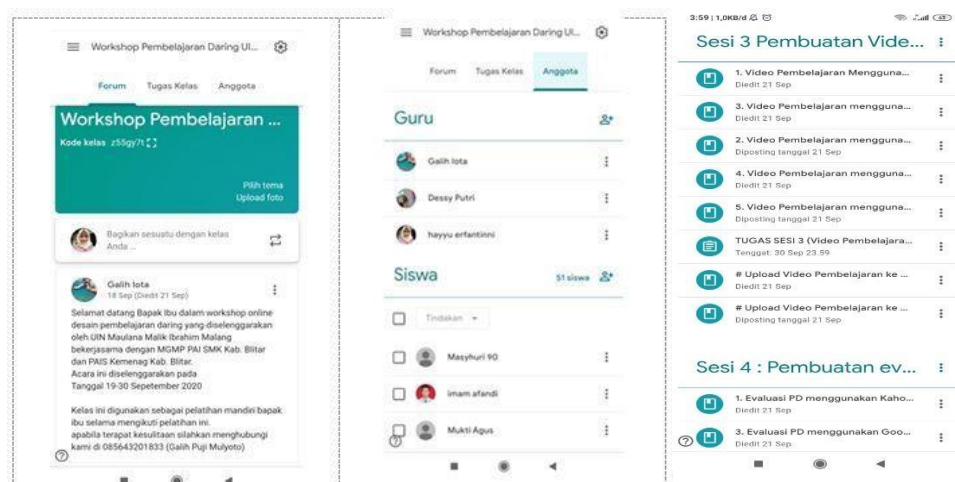 Workshop Pembelajaran Daring UI...
Forum Tugas Kelas Anggota
Workshop Pembelajaran ...
Kode kelas z55gy7t
Pilih tema
Upload foto
Bagikan sesuatu dengan kelas
Anda ...
Galih Iota
18 Sep (Diedit 21 Sep)
Selamat datang Bapak Ibu dalam workshop online
desain pembelajaran daring yang diselenggarakan
oleh UIN Maulana Malik Ibrahim Malang
bekerjasama dengan MGMP PAI SMK Kab. Blitar
dan PAIS Kemenag Kab. Blitar.
Acara ini diselenggarakan pada
Tanggal 19-30 Sepetember 2020
Kelas ini digunakan sebagai pelatihan mandiri bapak
ibu selama mengikuti pelatihan ini.
apabila terapat kesulitaan silahkan menghubungi
kami di 085643201833 (Galih Puji Mulyoto)
Workshop Pembelajaran Daring UI...
Forum Tugas Kelas Anggota
Guru
Galih Iota
Dessy Putri
hayyu erfantinni
Siswa 51 siswa
Tindakan
Masyhuri 90
imam afandi
Mukti Agus
3:59 | 1,0KB/d
Sesi 3 Pembuatan Vide...
1. Video Pembelajaran Mengguna...
Diedit 21 Sep
3. Video Pembelajaran mengguna...
Diedit 21 Sep
2. Video Pembelajaran mengguna...
Diposting tanggal 21 Sep
4. Video Pembelajaran mengguna...
Diedit 21 Sep
5. Video Pembelajaran mengguna...
Diposting tanggal 21 Sep
TUGAS SESI 3 (Video Pembelajara...
Tenggat: 30 Sep 23.59
# Upload Video Pembelajaran ke ...
Diedit 21 Sep
# Upload Video Pembelajaran ke ...
Diposting tanggal 21 Sep
Sesi 4 : Pembuatan ev...
1. Evaluasi PD menggunakan Kaho...
Diedit 21 Sep
3. Evaluasi PD menggunakan Goo...
Diedit 21 Sep